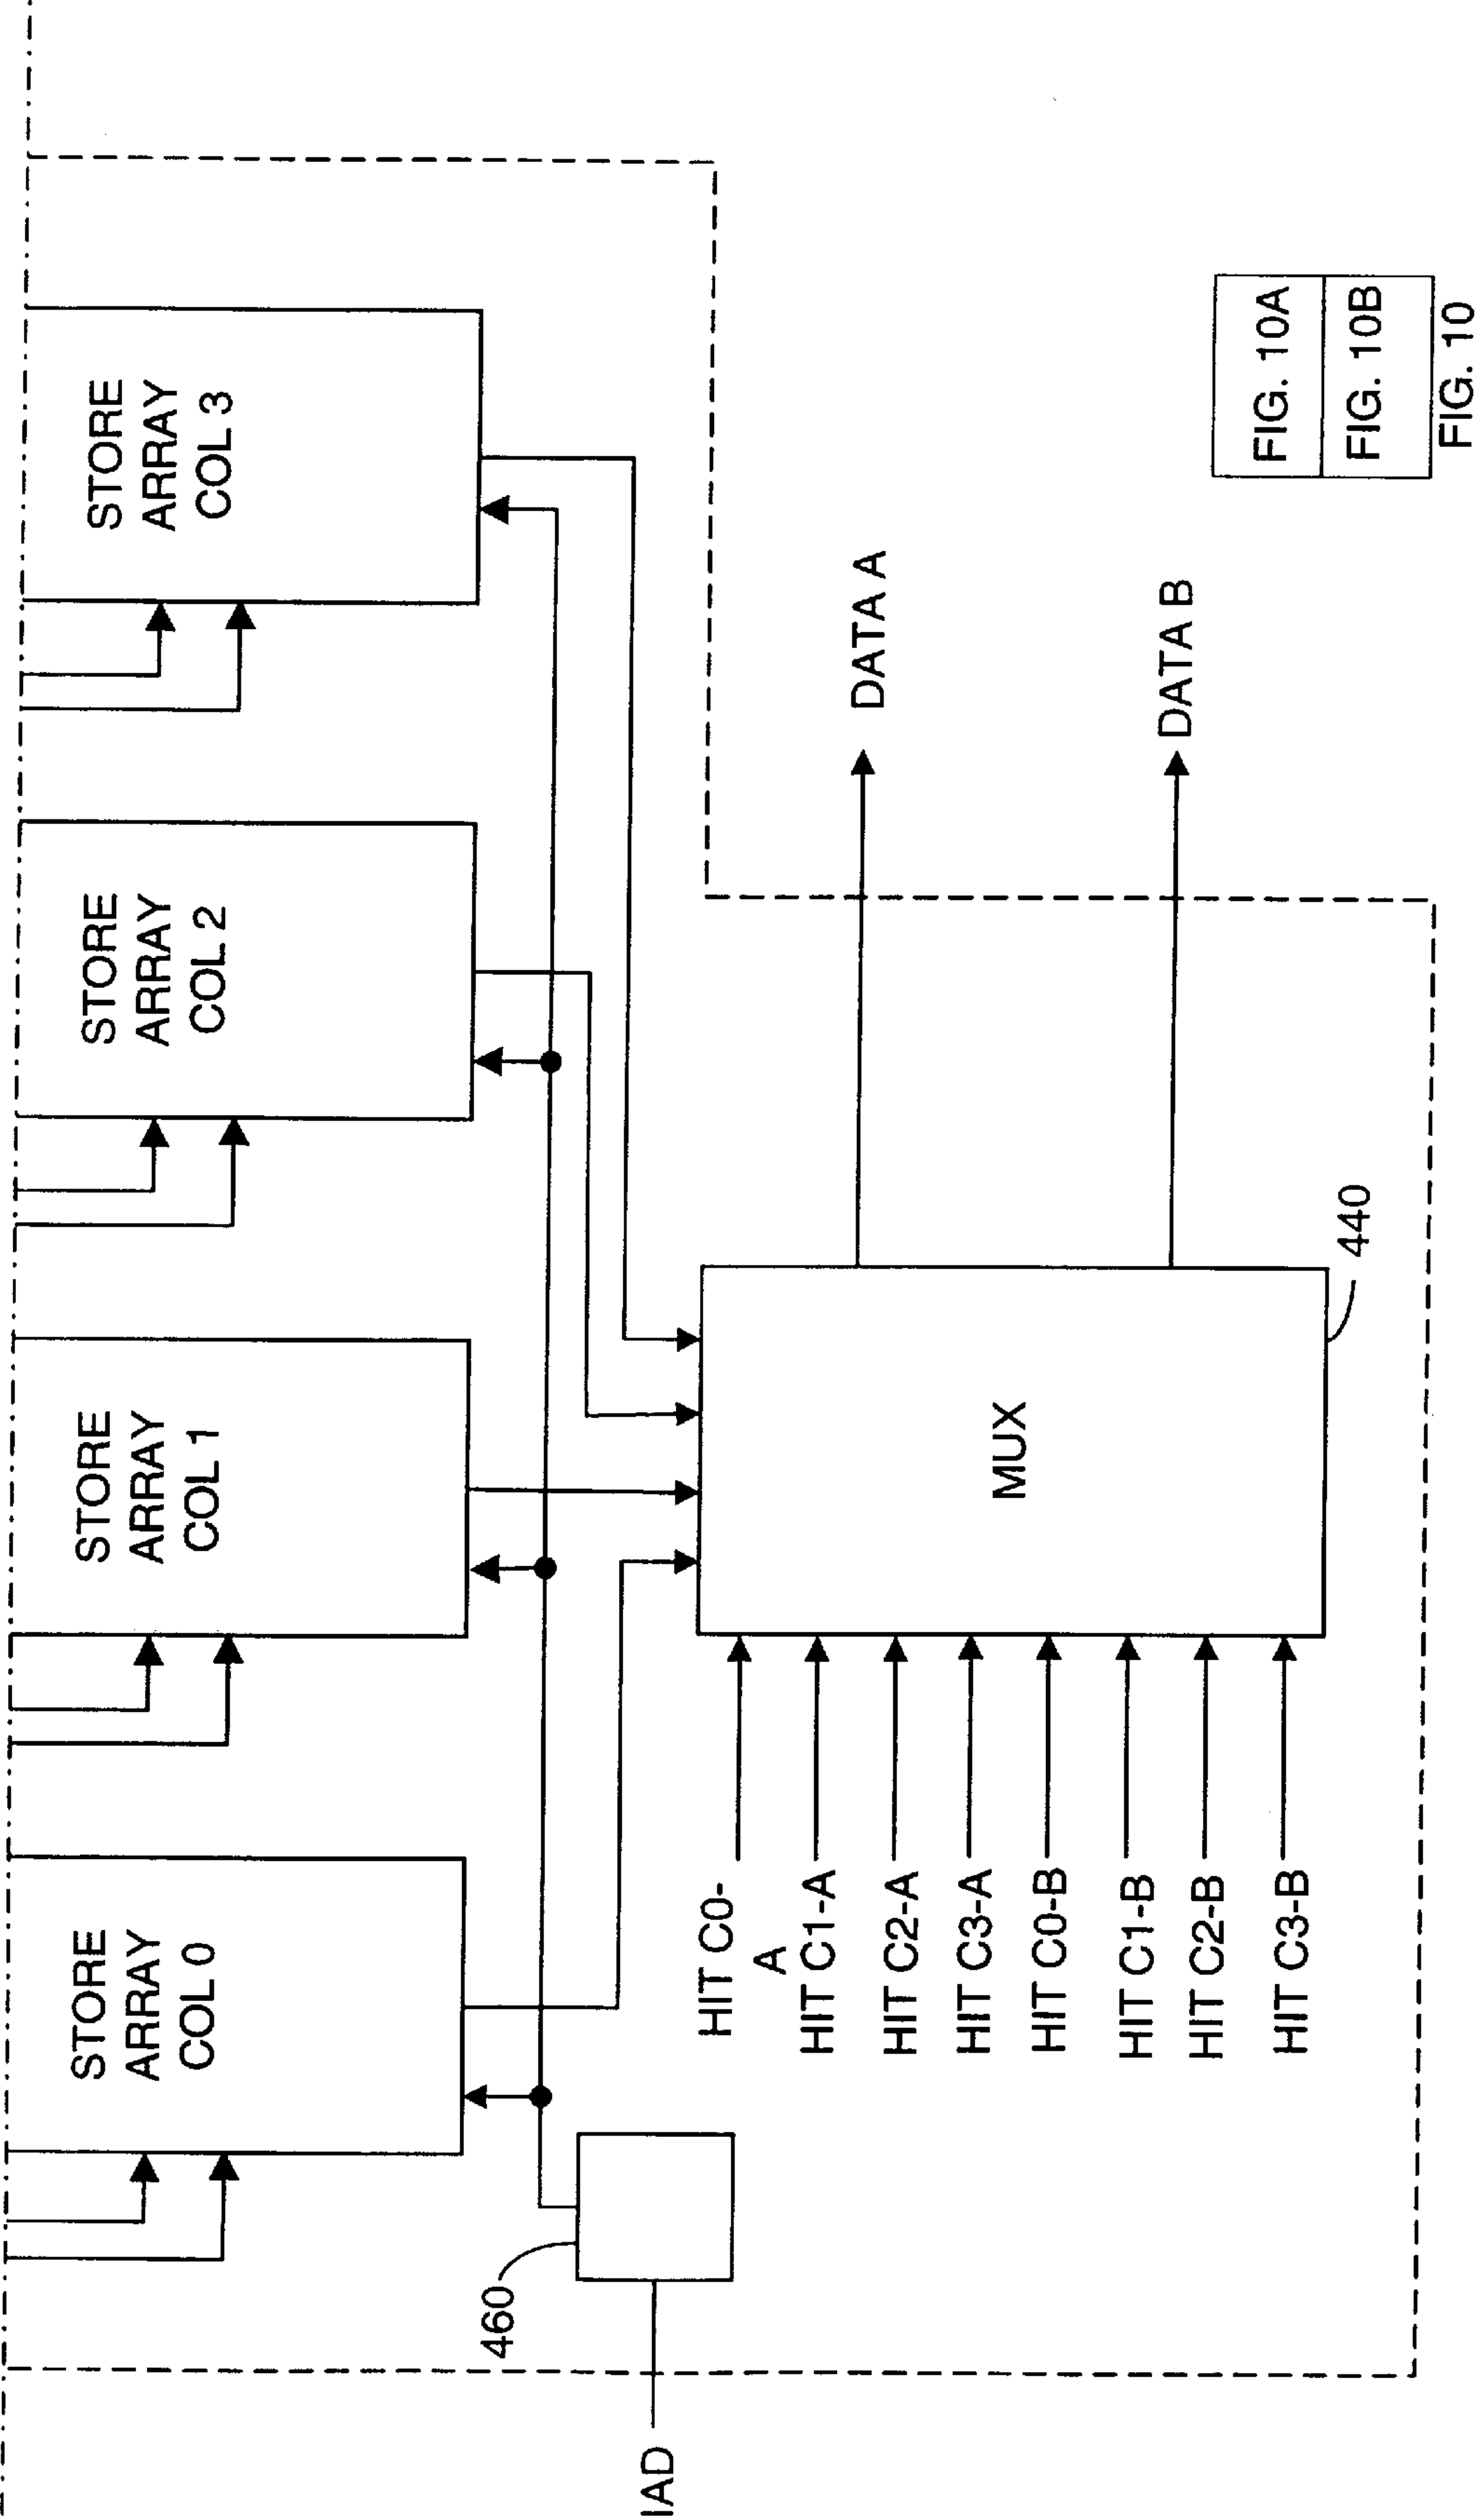 STORE
ARRAY
COL 0
STORE
ARRAY
COL 1
STORE
ARRAY
COL 2
STORE
ARRAY
COL 3
460
IAD
HIT C0-
A
HIT C1-A
HIT C2-A
HIT C3-A
HIT C0-B
HIT C1-B
HIT C2-B
HIT C3-B
MUX
440
DATA A
DATA B
FIG. 10A
FIG. 10B
FIG. 10